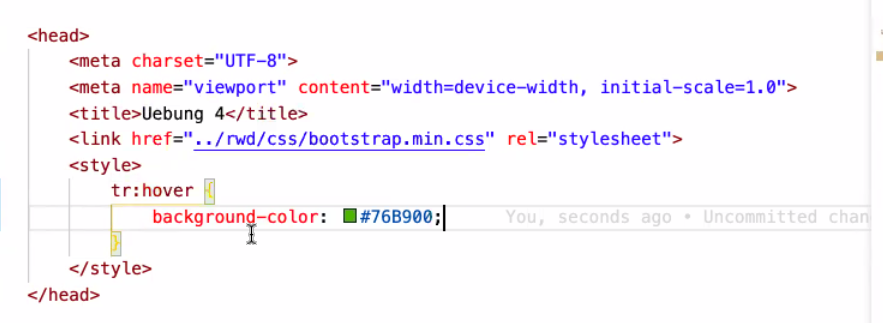 <head>
<meta charset="UTF-8">
<meta name="viewport" content="width=device-width, initial-scale=1.0">
<title>Uebung 4</title>
<link href="../rwd/css/bootstrap.min.css" rel="stylesheet">
<style>
tr:hover {
background-color: #76B900; You, seconds ago • Uncommitted chan
}
</style>
</head>